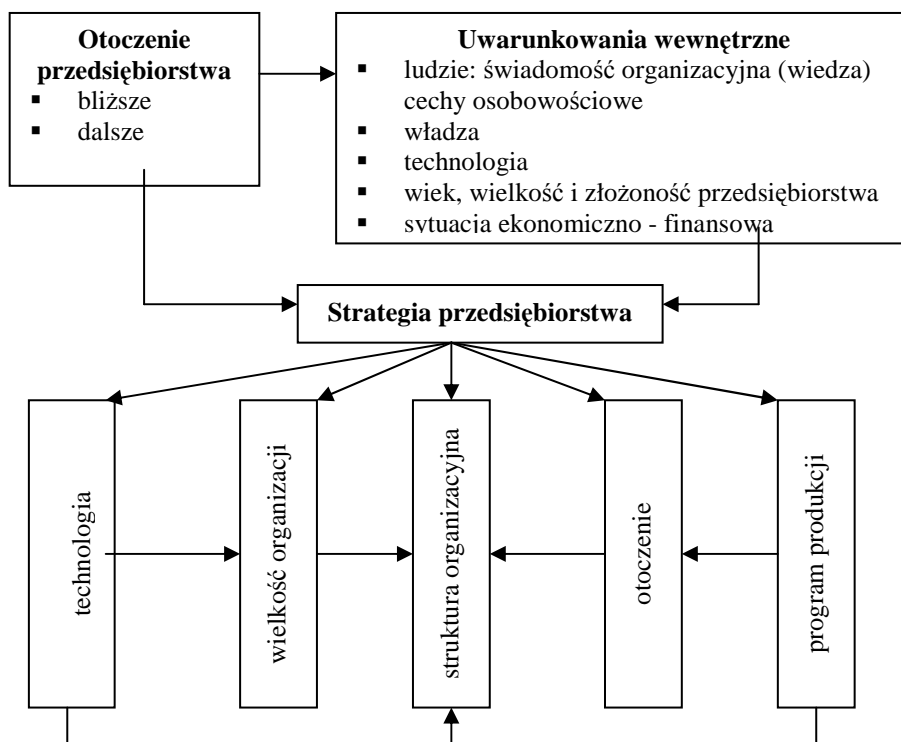 Otoczenie
przedsiębiorstwa
▪ bliższe
▪ dalsze
Uwarunkowania wewnętrzne
▪ ludzie: świadomość organizacyjna (wiedza)
cechy osobowościowe
▪ władza
▪ technologia
▪ wiek, wielkość i złożoność przedsiębiorstwa
▪ sytuacja ekonomiczno - finansowa
Strategia przedsiębiorstwa
technologia
wielkość organizacji
struktura organizacyjna
otoczenie
program produkcji